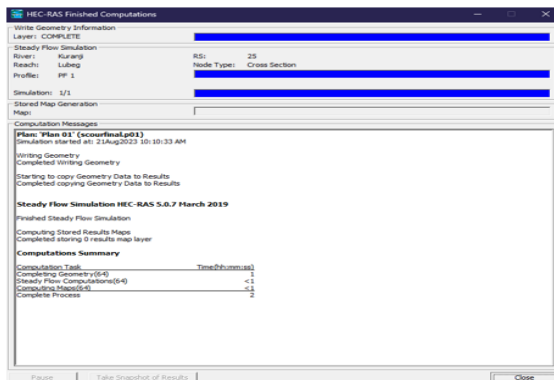 HEC-RAS Finished Computations
Write Geometry Information
Layer: COMPLETE
Steady Flow Simulation
River: Kuranji RS: 25
Reach: Lubeg Node Type: Cross Section
Profile: PF 1
Simulation: 1/1
Stored Map Generation
Map:
Computation Messages
Plan: 'Plan 01' (scourfinal.p01)
Simulation started at: 21Aug2023 10:10:33 AM
Writing Geometry
Completed Writing Geometry
Starting to copy Geometry Data to Results
Completed copying Geometry Data to Results
Steady Flow Simulation HEC-RAS 5.0.7 March 2019
Finished Steady Flow Simulation
Computing Stored Results Maps
Completed storing 0 results map layer
Computations Summary
Computation Task Time(hh:mm:ss)
Completing Geometry(64) 1
Steady Flow Computations(64) <1
Computing Maps(64) <1
Complete Process 2
Pause Take Snapshot of Results Close